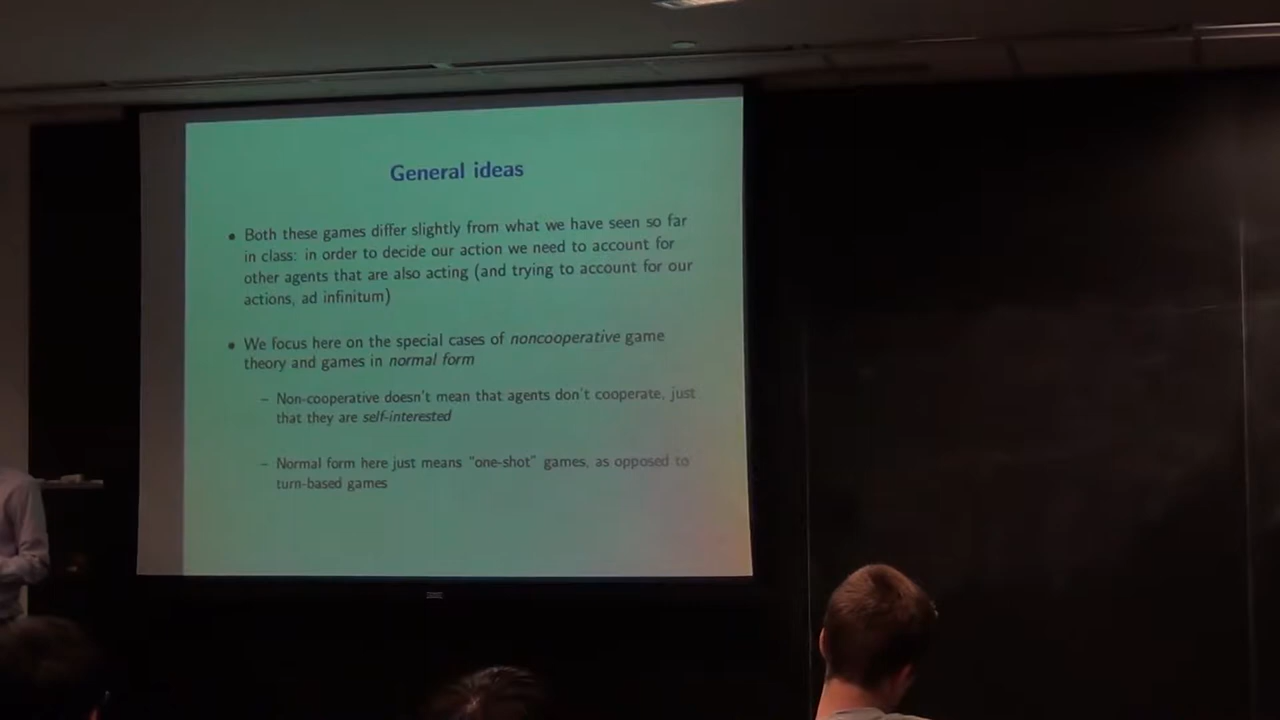 General ideas
• Both these games differ slightly from what we have seen so far
in class: in order to decide our action we need to account for
other agents that are also acting (and trying to account for our
actions, ad infinitum)
• We focus here on the special cases of noncooperative game
theory and games in normal form
– Non-cooperative doesn't mean that agents don't cooperate, just
that they are self-interested
– Normal form here just means "one-shot" games, as opposed to
turn-based games